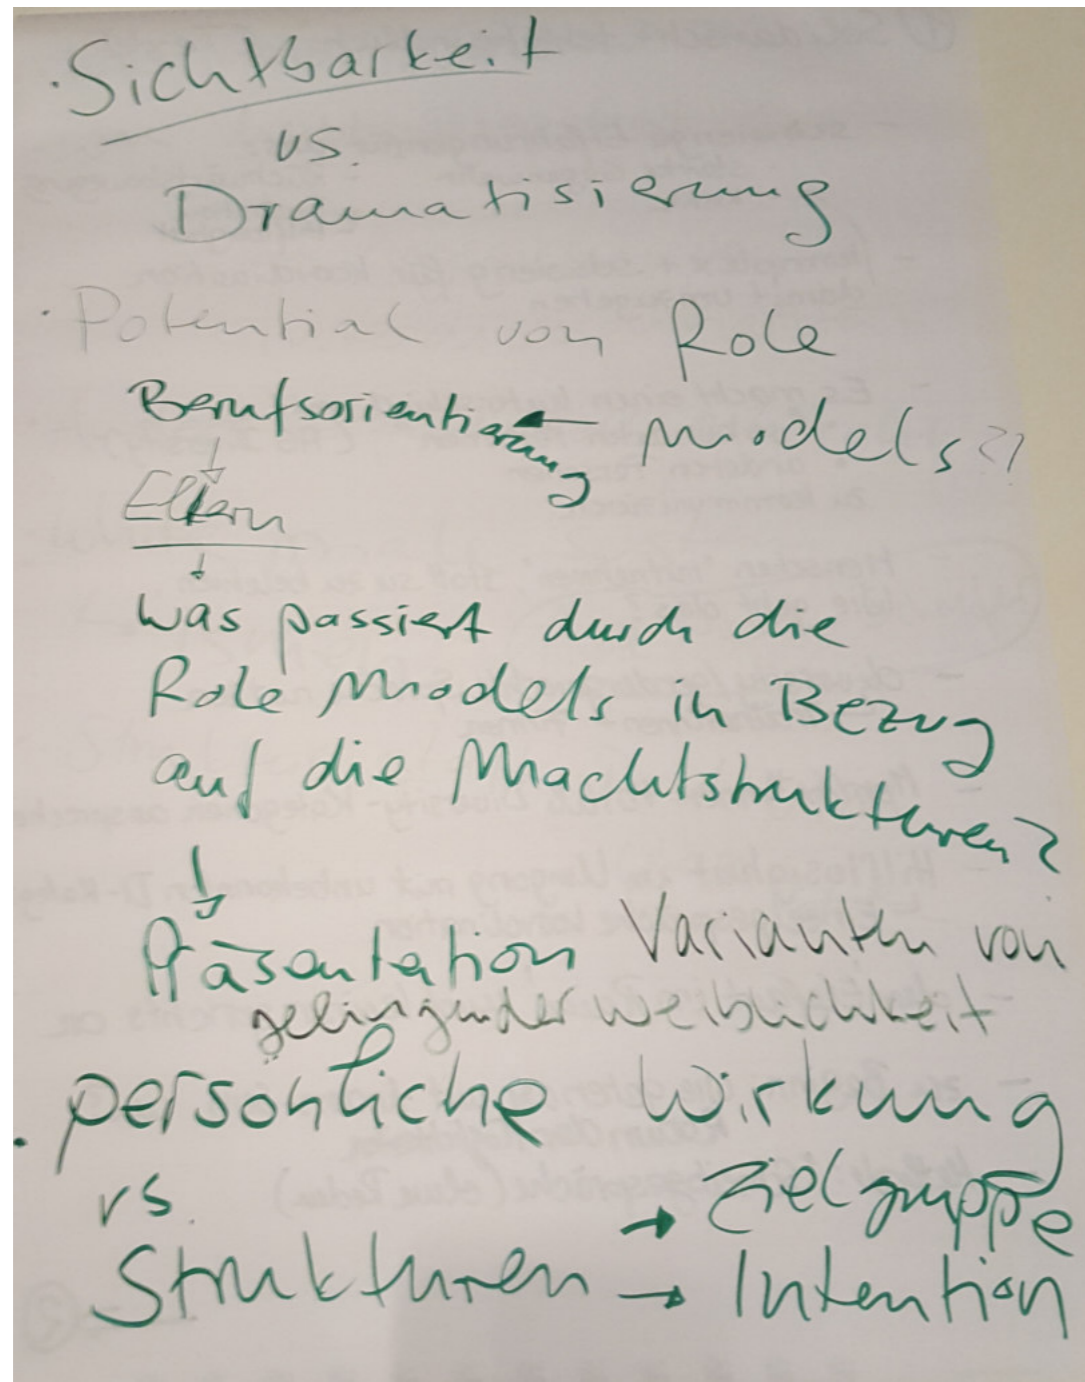 · Sichtbarkeit
vs.
Dramatisierung
· Potential von Role
Models??
Berufsorientierung ←
↓
Eltern
↓
Was passiert durch die
Role Models in Bezug
auf die Machtstrukturen?
↓
Präsentation Varianten von
gelingender Weiblichkeit
· persönliche Wirkung
vs.
→ Zielgruppe
Strukturen → Intention